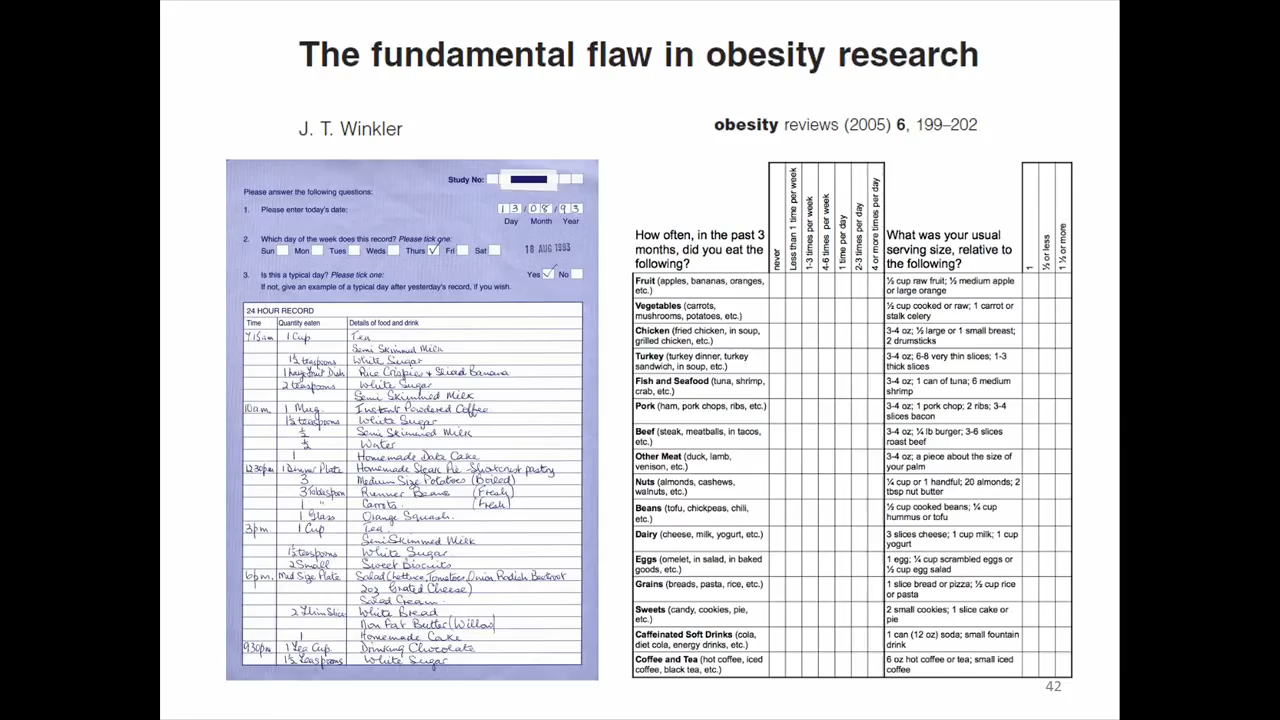 The fundamental flaw in obesity research
J. T. Winkler
obesity reviews (2005) 6, 199–202
Study No:
Please answer the following questions:
1. Please enter today's date: 13/08/93
Day Month Year
2. Which day of the week does this record? Please tick one:
Sun Mon Tues Weds Thurs ✓ Fri Sat
18 AUG 1993
3. Is this a typical day? Please tick one: Yes ✓ No
If not, give an example of a typical day after yesterday's record, if you wish.
24 HOUR RECORD
Time Quantity eaten Details of food and drink
7 15am 1 Cup Tea
Semi Skimmed Milk
1½ teaspoons White Sugar
1 large fruit Dish Rice Crispies + Sliced Banana
2 teaspoons White Sugar
Semi Skimmed Milk
10am 1 Mug Instant Powdered Coffee
1½ teaspoons White Sugar
½ Semi Skimmed Milk
½ Water
1 Homemade Date Cake
12 30pm 1 Dinner Plate Homemade Steak Pie - Shortcrust pastry
3 Medium Size Potatoes (Boiled)
3 Tablespoon Runner Beans (Fresh)
1 " Carrots (Fresh)
1 Glass Orange Squash.
3pm 1 Cup Tea.
Semi Skimmed Milk
1½ teaspoons White Sugar
2 Small Sweet Biscuits
6pm. Med Size Plate Salad (Lettuce, Tomatoes, Onion Radish Beetroot
2oz Grated Cheese)
Salad Cream
2 Thin Slice White Bread
Non Fat Butter (Willow)
1 Homemade Cake
9 30pm 1 Tea Cup Drinking Chocolate
1½ Teaspoons White Sugar
How often, in the past 3
months, did you eat the
following?
never
Less than 1 time per week
1-3 times per week
4-6 times per week
1 time per day
2-3 times per day
4 or more times per day
What was your usual
serving size, relative to
the following?
1
½ or less
1 ½ or more
Fruit (apples, bananas, oranges,
etc.)
½ cup raw fruit; ½ medium apple
or large orange
Vegetables (carrots,
mushrooms, potatoes, etc.)
½ cup cooked or raw; 1 carrot or
stalk celery
Chicken (fried chicken, in soup,
grilled chicken, etc.)
3-4 oz; ½ large or 1 small breast;
2 drumsticks
Turkey (turkey dinner, turkey
sandwich, in soup, etc.)
3-4 oz; 6-8 very thin slices; 1-3
thick slices
Fish and Seafood (tuna, shrimp,
crab, etc.)
3-4 oz; 1 can of tuna; 6 medium
shrimp
Pork (ham, pork chops, ribs, etc.)
3-4 oz; 1 pork chop; 2 ribs; 3-4
slices bacon
Beef (steak, meatballs, in tacos,
etc.)
3-4 oz; ¼ lb burger; 3-6 slices
roast beef
Other Meat (duck, lamb,
venison, etc.)
3-4 oz; a piece about the size of
your palm
Nuts (almonds, cashews,
walnuts, etc.)
¼ cup or 1 handful; 20 almonds; 2
tbsp nut butter
Beans (tofu, chickpeas, chili,
etc.)
½ cup cooked beans; ¼ cup
hummus or tofu
Dairy (cheese, milk, yogurt, etc.)
3 slices cheese; 1 cup milk; 1 cup
yogurt
Eggs (omelet, in salad, in baked
goods, etc.)
1 egg; ¼ cup scrambled eggs or
½ cup egg salad
Grains (breads, pasta, rice, etc.)
1 slice bread or pizza; ½ cup rice
or pasta
Sweets (candy, cookies, pie,
etc.)
2 small cookies; 1 slice cake or
pie
Caffeinated Soft Drinks (cola,
diet cola, energy drinks, etc.)
1 can (12 oz) soda; small fountain
drink
Coffee and Tea (hot coffee, iced
coffee, black tea, etc.)
6 oz hot coffee or tea; small iced
coffee
42